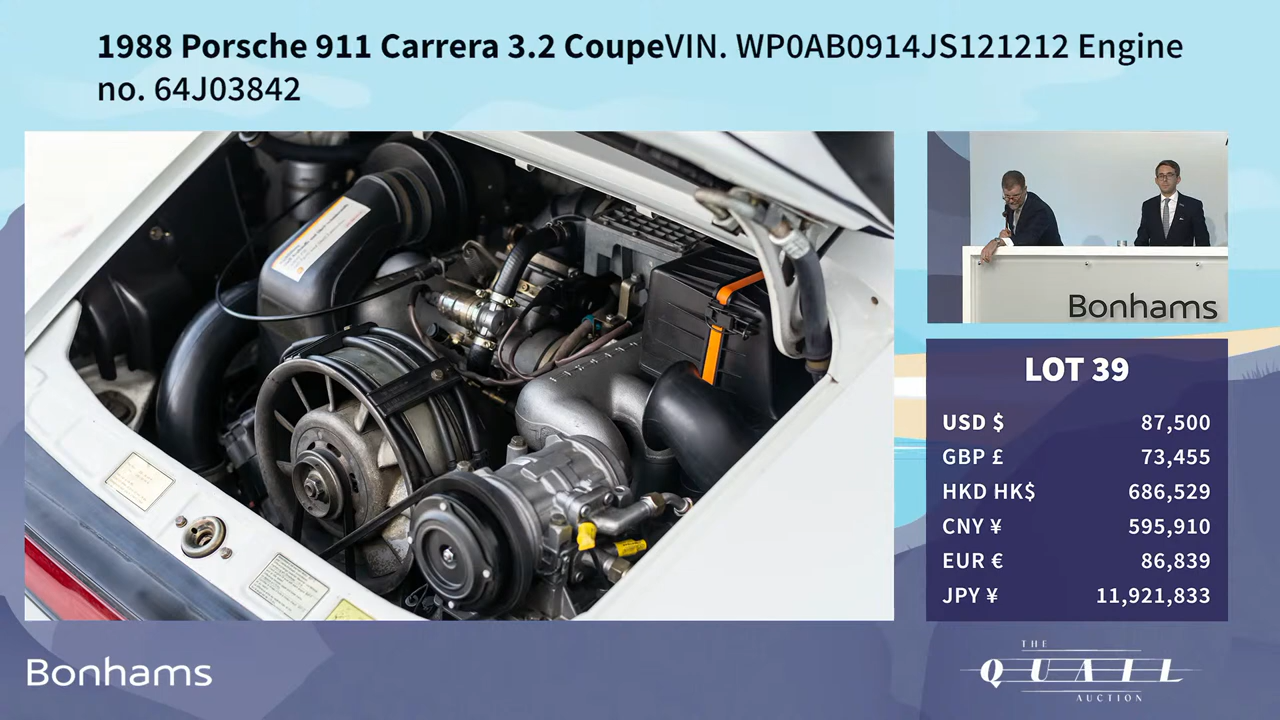 1988 Porsche 911 Carrera 3.2 CoupeVIN. WP0AB0914JS121212 Engine
no. 64J03842
Bonhams
LOT 39
USD $ 87,500
GBP £ 73,455
HKD HK$ 686,529
CNY ¥ 595,910
EUR € 86,839
JPY ¥ 11,921,833
Bonhams
THE
QUAIL
AUCTION